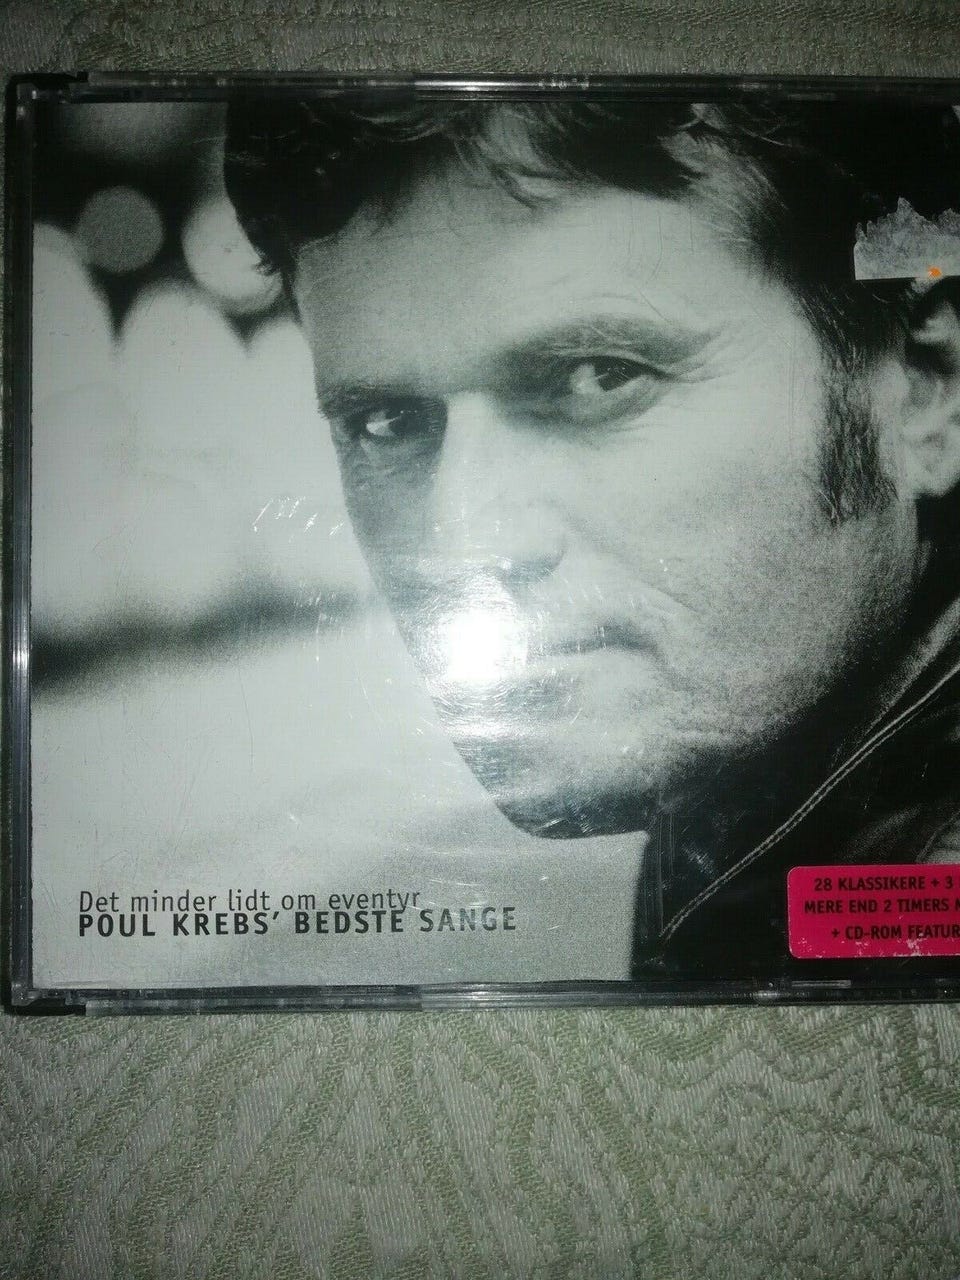 Det minder lidt om eventyr
POUL KREBS' BEDSTE SANGE
28 KLASSIKERE + 3
MERE END 2 TIMERS
+ CD-ROM